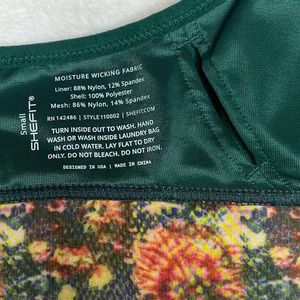 Small
SHEFIT®
MOISTURE WICKING FABRIC
Liner: 88% Nylon, 12% Spandex
Shell: 100% Polyester
Mesh: 86% Nylon, 14% Spandex
RN 142486 | STYLE110002 | SHEFIT.COM
TURN INSIDE OUT TO WASH. HAND
WASH OR WASH INSIDE LAUNDRY BAG
IN COLD WATER. LAY FLAT TO DRY
ONLY. DO NOT BLEACH. DO NOT IRON.
DESIGNED IN USA | MADE IN CHINA